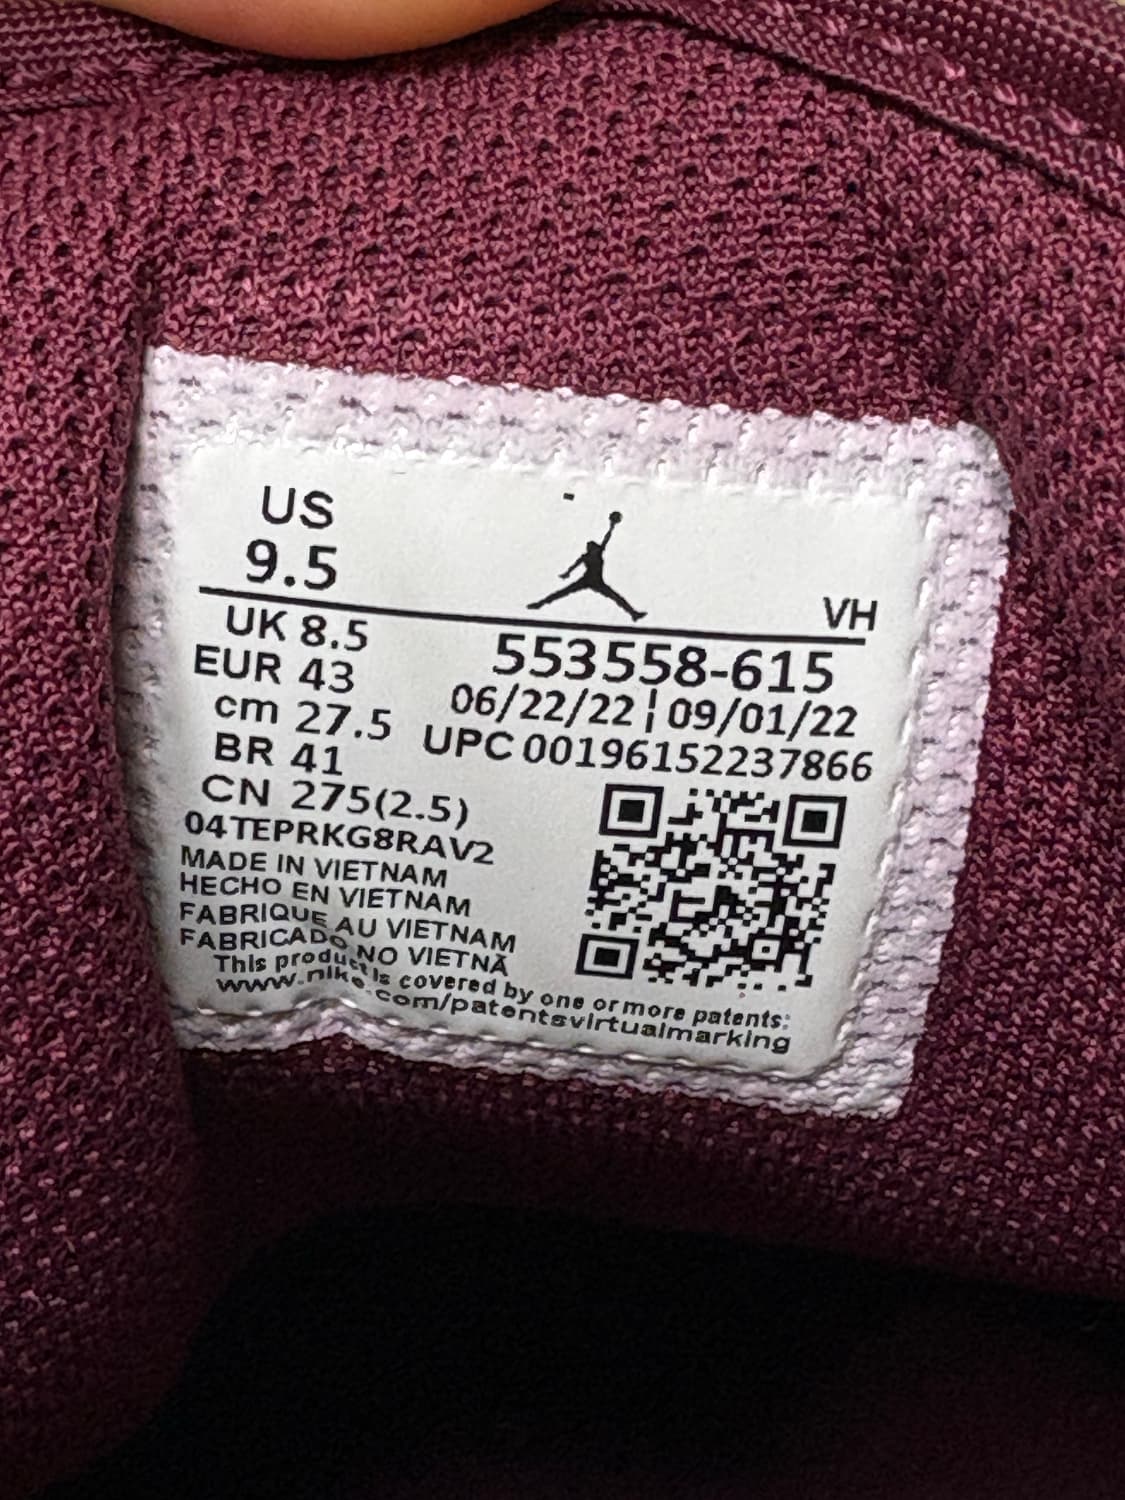 US
9.5
VH
UK 8.5
EUR 43
cm 27.5
BR 41
CN 275(2.5)
553558-615
06/22/22 ¦ 09/01/22
UPC 00196152237866
04TEPRKG8RAV2
MADE IN VIETNAM
HECHO EN VIETNAM
FABRIQUE AU VIETNAM
FABRICADO NO VIETNÃ
This product is covered by one or more patents:
www.nike.com/patentsvirtualmarking